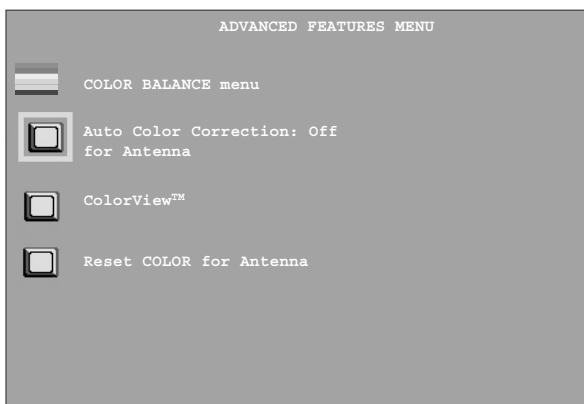 ADVANCED FEATURES MENU
COLOR BALANCE menu
Auto Color Correction: Off
for Antenna
ColorView™
Reset COLOR for Antenna